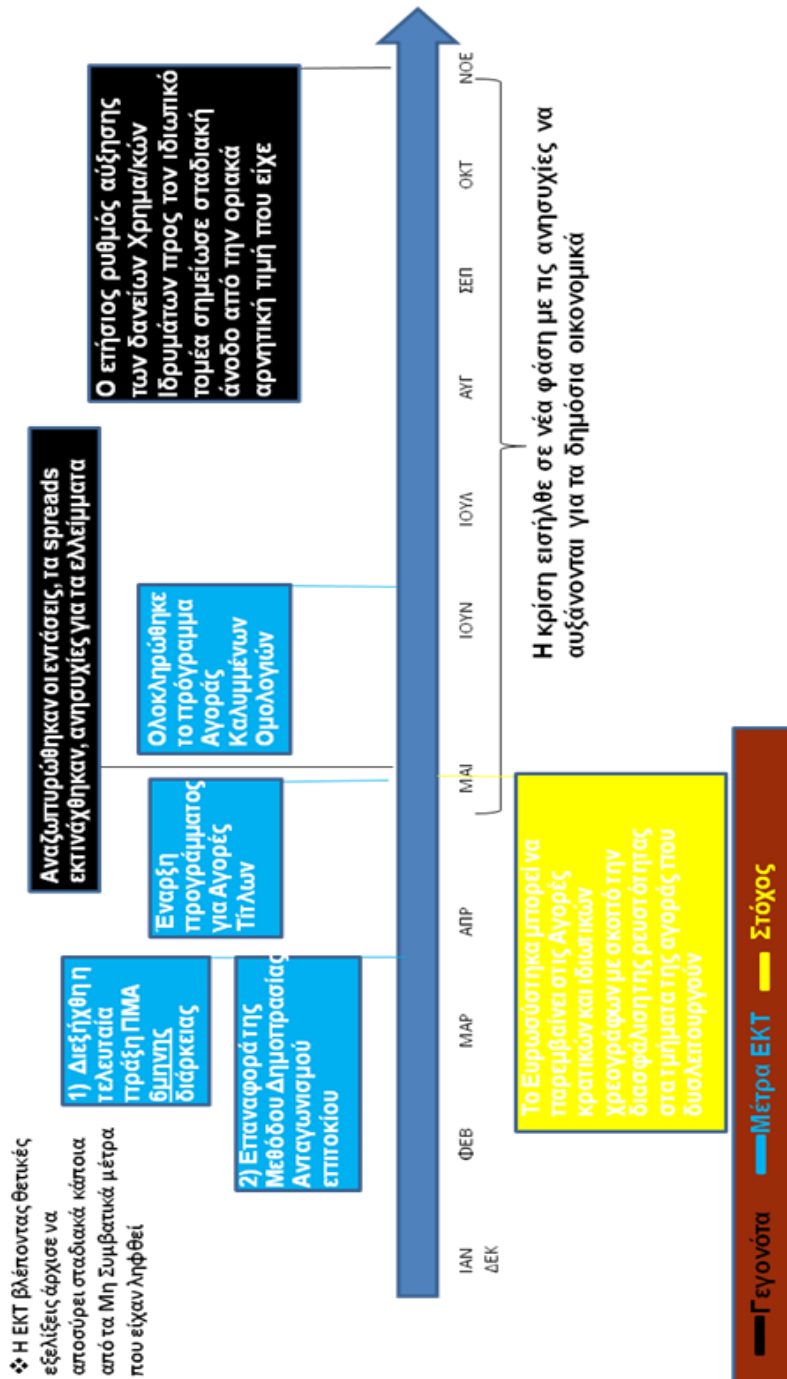 ❖ Η ΕΚΤ βλέποντας θετικές
εξελίξεις άρχισε να
αποσύρει σταδιακά κάποια
από τα Μη Συμβατικά μέτρα
που είχαν ληφθεί
1) Διεξήχθη η
τελευταία
πράξη ΠΜΑ
6μηνης
διάρκειας
2) Επαναφορά της
Μεθόδου Δημοπρασίας
Ανταγωνισμού
επιτοκίου
Έναρξη
προγράμματος
για Αγορές
Τίτλων
Αναζωπυρώθηκαν οι εντάσεις, τα spreads
εκτινάχθηκαν, ανησυχίες για τα ελλείμματα
Ολοκληρώθηκε
το πρόγραμμα
Αγοράς
Καλυμμένων
Ομολογιών
Ο ετήσιος ρυθμός αύξησης
των δανείων Χρημα/κών
Ιδρυμάτων προς τον ιδιωτικό
τομέα σημείωσε σταδιακή
άνοδο από την οριακά
αρνητική τιμή που είχε
ΙΑΝ ΦΕΒ ΜΑΡ ΑΠΡ ΜΑΙ ΙΟΥΝ ΙΟΥΛ ΑΥΓ ΣΕΠ ΟΚΤ ΝΟΕ
ΔΕΚ
Το Ευρωσύστηκα μπορεί να
παρεμβαίνει στις Αγορές
κρατικών και ιδιωτικών
χρεογράφων με σκοπό την
διασφάλιση της ρευστότητας
στα τμήματα της αγοράς που
δυσλειτουργούν
Η κρίση εισήλθε σε νέα φάση με τις ανησυχίες να
αυξάνονται για τα δημόσια οικονομικά
Γεγονότα Μέτρα ΕΚΤ Στόχος